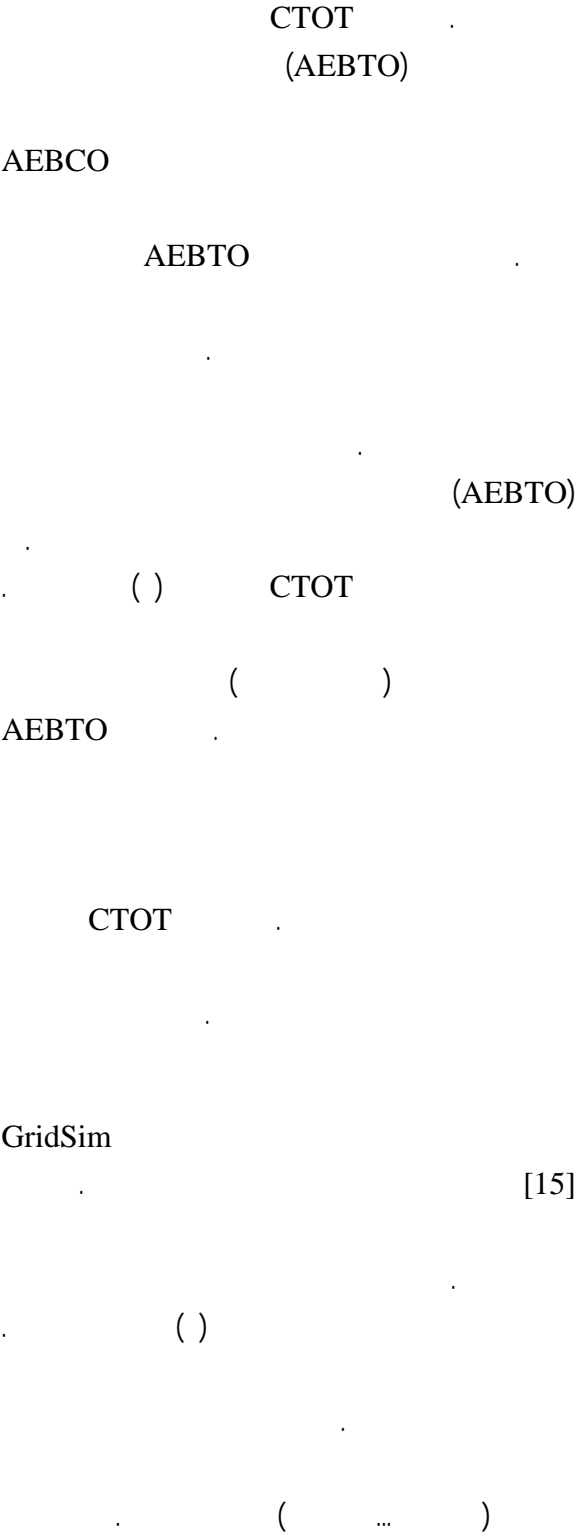 CTOT .
(AEBTO)
AEBCO
AEBTO .
.
.
(AEBTO)
.
. ( ) CTOT
( )
AEBTO .
CTOT .
.
GridSim
. [15]
.
. ( )
.
. ( ... )